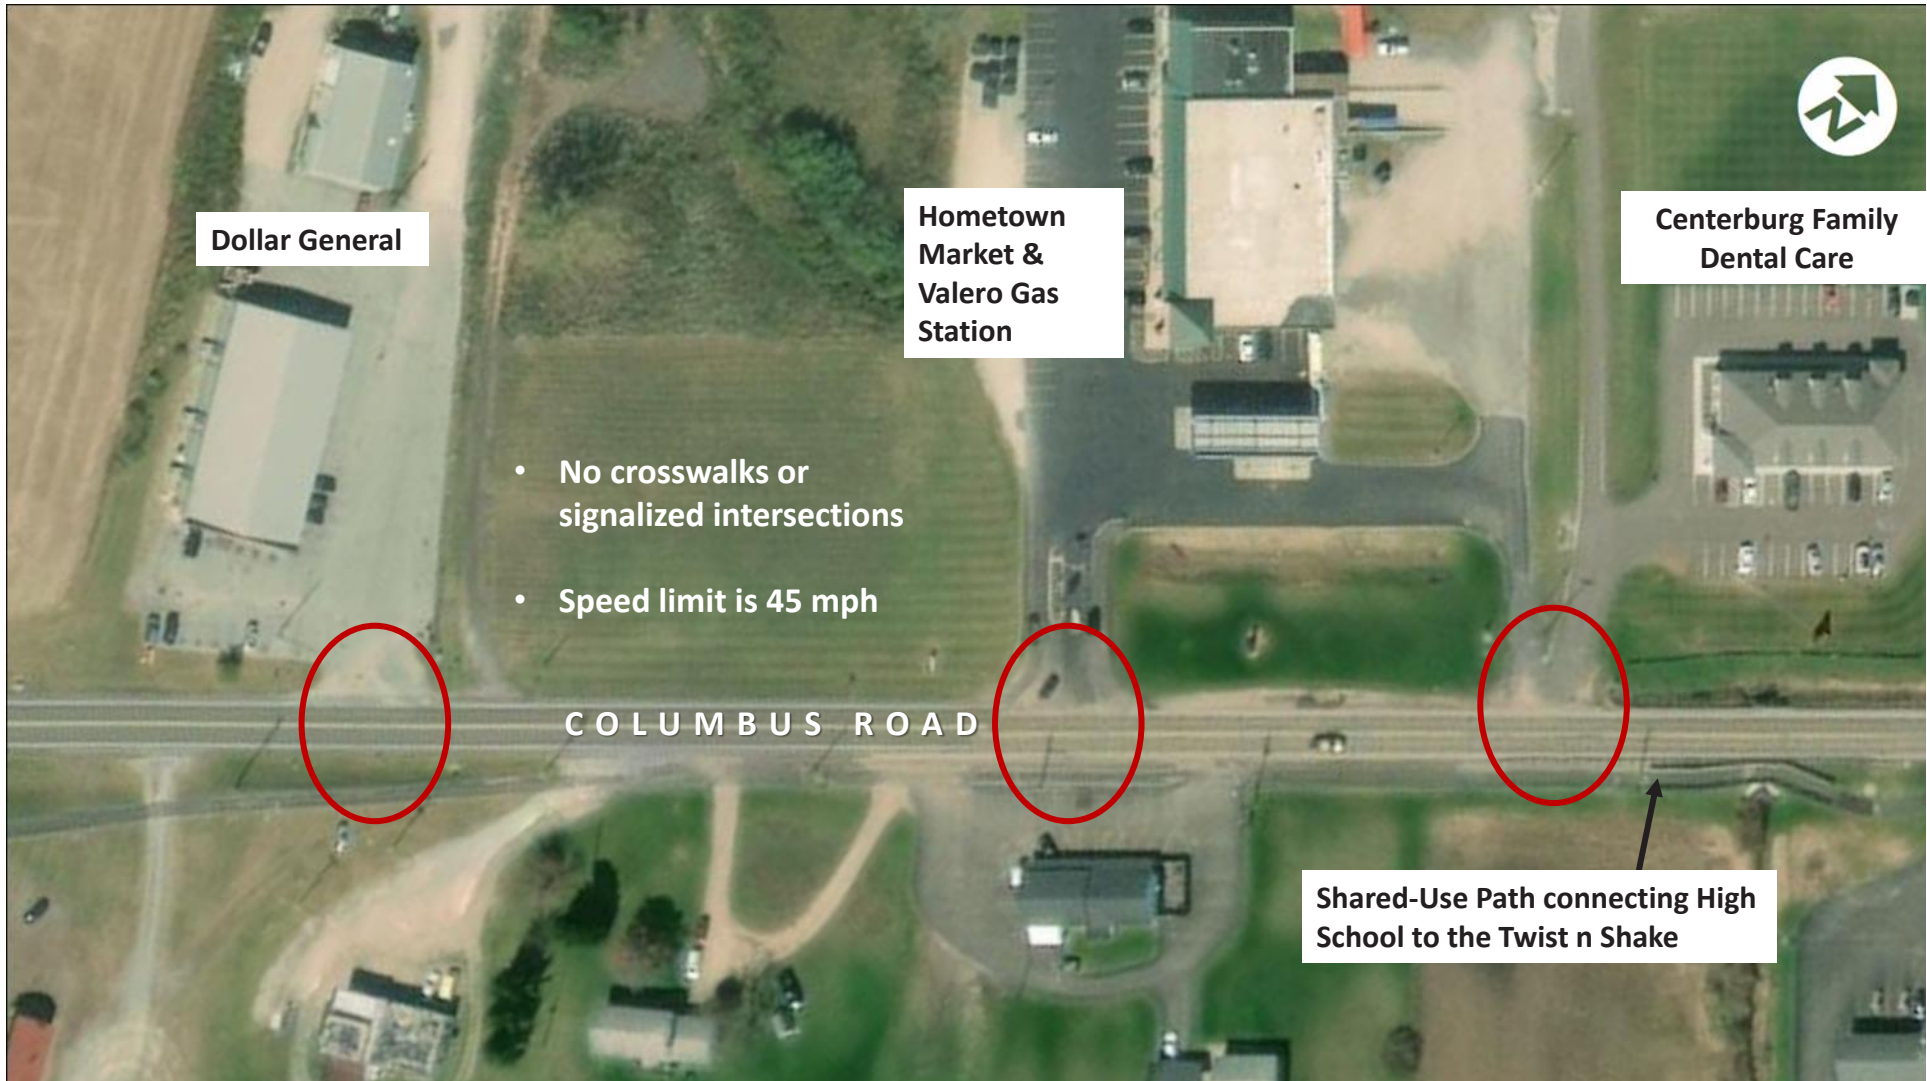 Dollar General
Hometown
Market &
Valero Gas
Station
N
Centerburg Family
Dental Care
• No crosswalks or
signalized intersections
• Speed limit is 45 mph
COLUMBUS ROAD
Shared-Use Path connecting High
School to the Twist n Shake